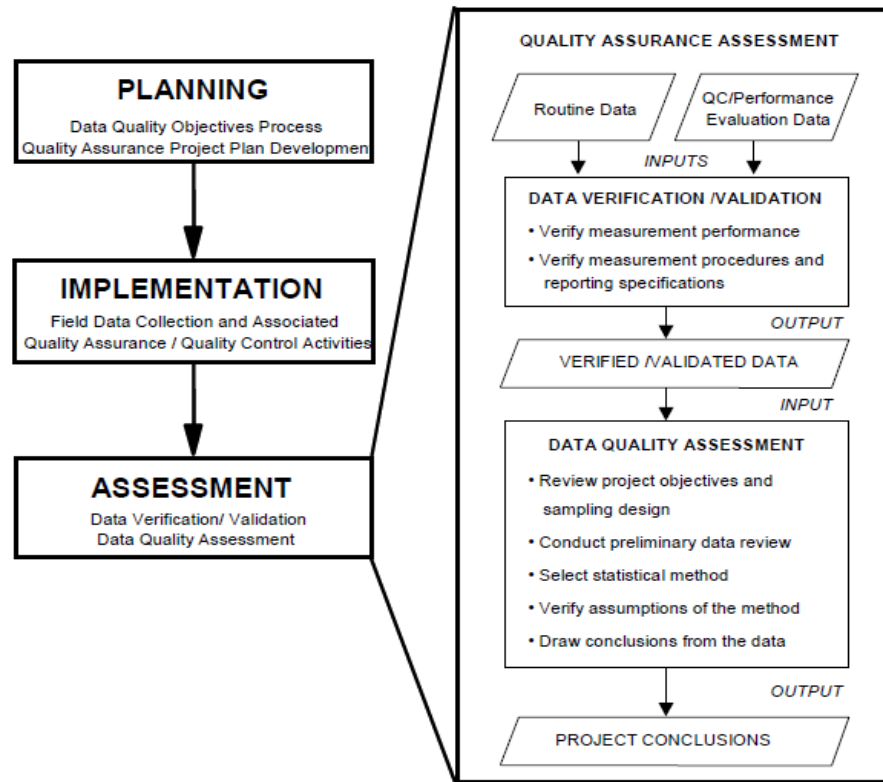 PLANNING
Data Quality Objectives Process
Quality Assurance Project Plan Developmen
IMPLEMENTATION
Field Data Collection and Associated
Quality Assurance / Quality Control Activities
ASSESSMENT
Data Verification/ Validation
Data Quality Assessment
QUALITY ASSURANCE ASSESSMENT
Routine Data
QC/Performance
Evaluation Data
INPUTS
DATA VERIFICATION /VALIDATION
• Verify measurement performance
• Verify measurement procedures and
reporting specifications
OUTPUT
VERIFIED /VALIDATED DATA
INPUT
DATA QUALITY ASSESSMENT
• Review project objectives and
sampling design
• Conduct preliminary data review
• Select statistical method
• Verify assumptions of the method
• Draw conclusions from the data
OUTPUT
PROJECT CONCLUSIONS